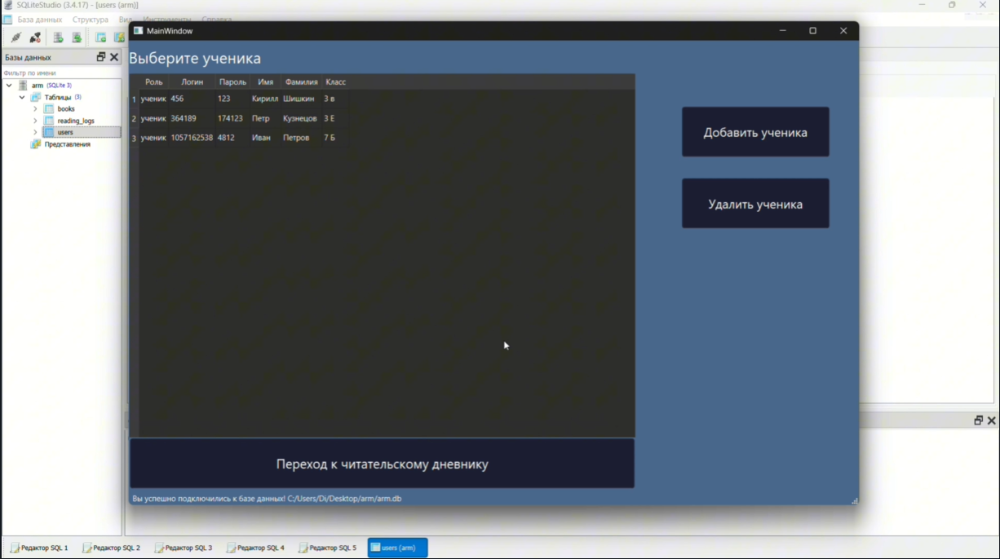 SQLiteStudio (3.4.17) - [users (arm)]
База данных Структура Вид Инструменты Справка
MainWindow
Базы данных
Фильтр по имени
arm (SQLite 3)
Таблицы (3)
books
reading_logs
users
Представления
Выберите ученика
Роль Логин Пароль Имя Фамилия Класс
1 ученик 456 123 Кирилл Шишкин 3 в
2 ученик 364189 174123 Петр Кузнецов 3 Е
3 ученик 1057162538 4812 Иван Петров 7 Б
Добавить ученика
Удалить ученика
Переход к читательскому дневнику
Вы успешно подключились к базе данных! C:/Users/Di/Desktop/arm/arm.db
Редактор SQL 1 Редактор SQL 2 Редактор SQL 3 Редактор SQL 4 Редактор SQL 5 users (arm)